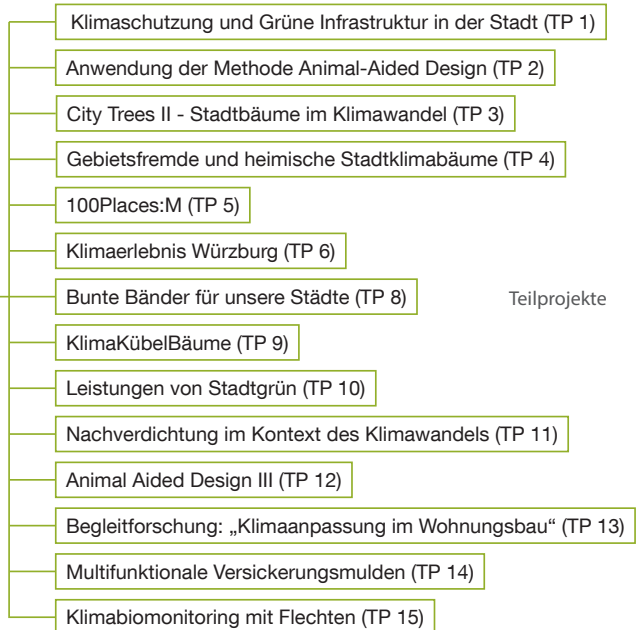 Klimaschutzung und Grüne Infrastruktur in der Stadt (TP 1)
Anwendung der Methode Animal-Aided Design (TP 2)
City Trees II - Stadtbäume im Klimawandel (TP 3)
Gebietsfremde und heimische Stadtklimabäume (TP 4)
100Places:M (TP 5)
Klimaerlebnis Würzburg (TP 6)
Bunte Bänder für unsere Städte (TP 8)
Teilprojekte
KlimaKübelBäume (TP 9)
Leistungen von Stadtgrün (TP 10)
Nachverdichtung im Kontext des Klimawandels (TP 11)
Animal Aided Design III (TP 12)
Begleitforschung: „Klimaanpassung im Wohnungsbau“ (TP 13)
Multifunktionale Versickerungsmulden (TP 14)
Klimabiomonitoring mit Flechten (TP 15)